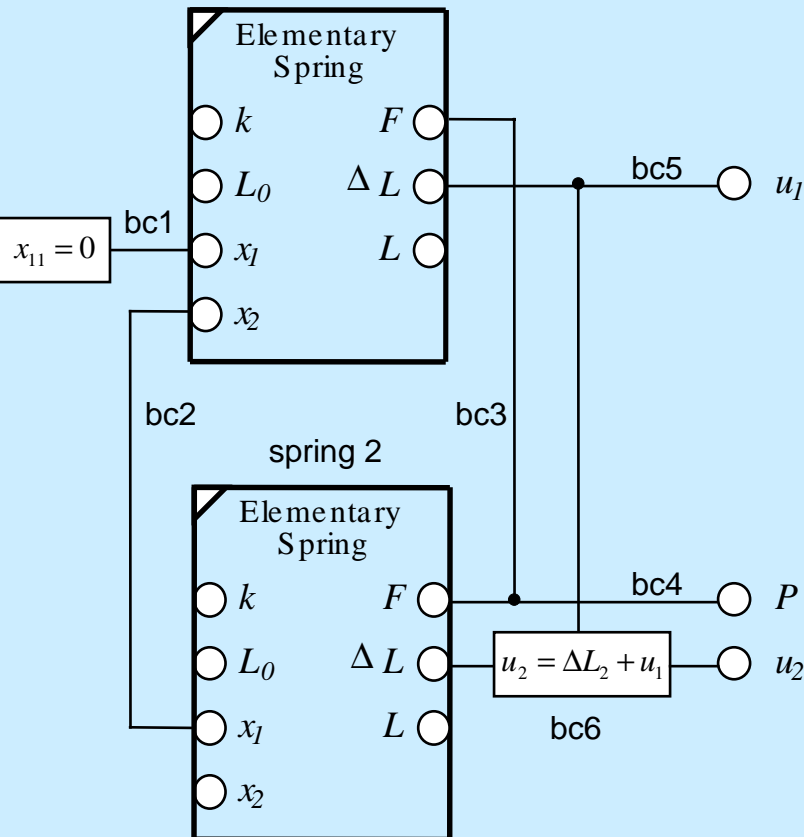 Elementary
Spring
k F
L0 ΔL
bc5
u1
bc1
x11 = 0
x1 L
x2
bc2
bc3
spring 2
Elementary
Spring
k F
bc4
P
L0 ΔL
u2 = ΔL2 + u1
u2
x1 L
bc6
x2